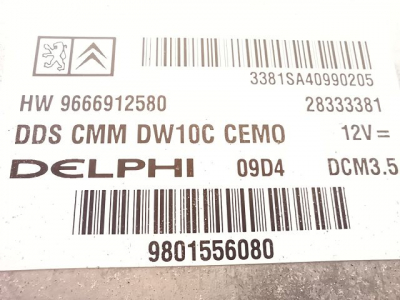 3381SA40990205
HW 9666912580 28333381
DDS CMM DW10C CEMO 12V=
DELPHI 09D4 DCM3.5
9801556080